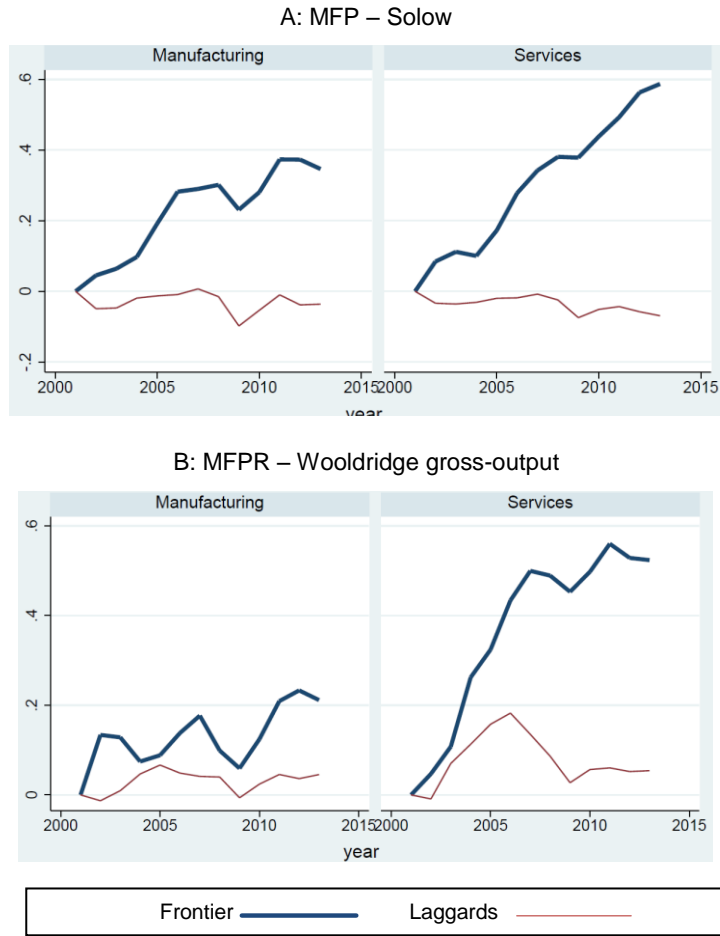 A: MFP – Solow
Manufacturing Services
.6
.4
.2
0
-.2
2000 2005 2010 2015 2000 2005 2010 2015
year
B: MFPR – Wooldridge gross-output
Manufacturing Services
.6
.4
.2
0
2000 2005 2010 2015 2000 2005 2010 2015
year
Frontier Laggards